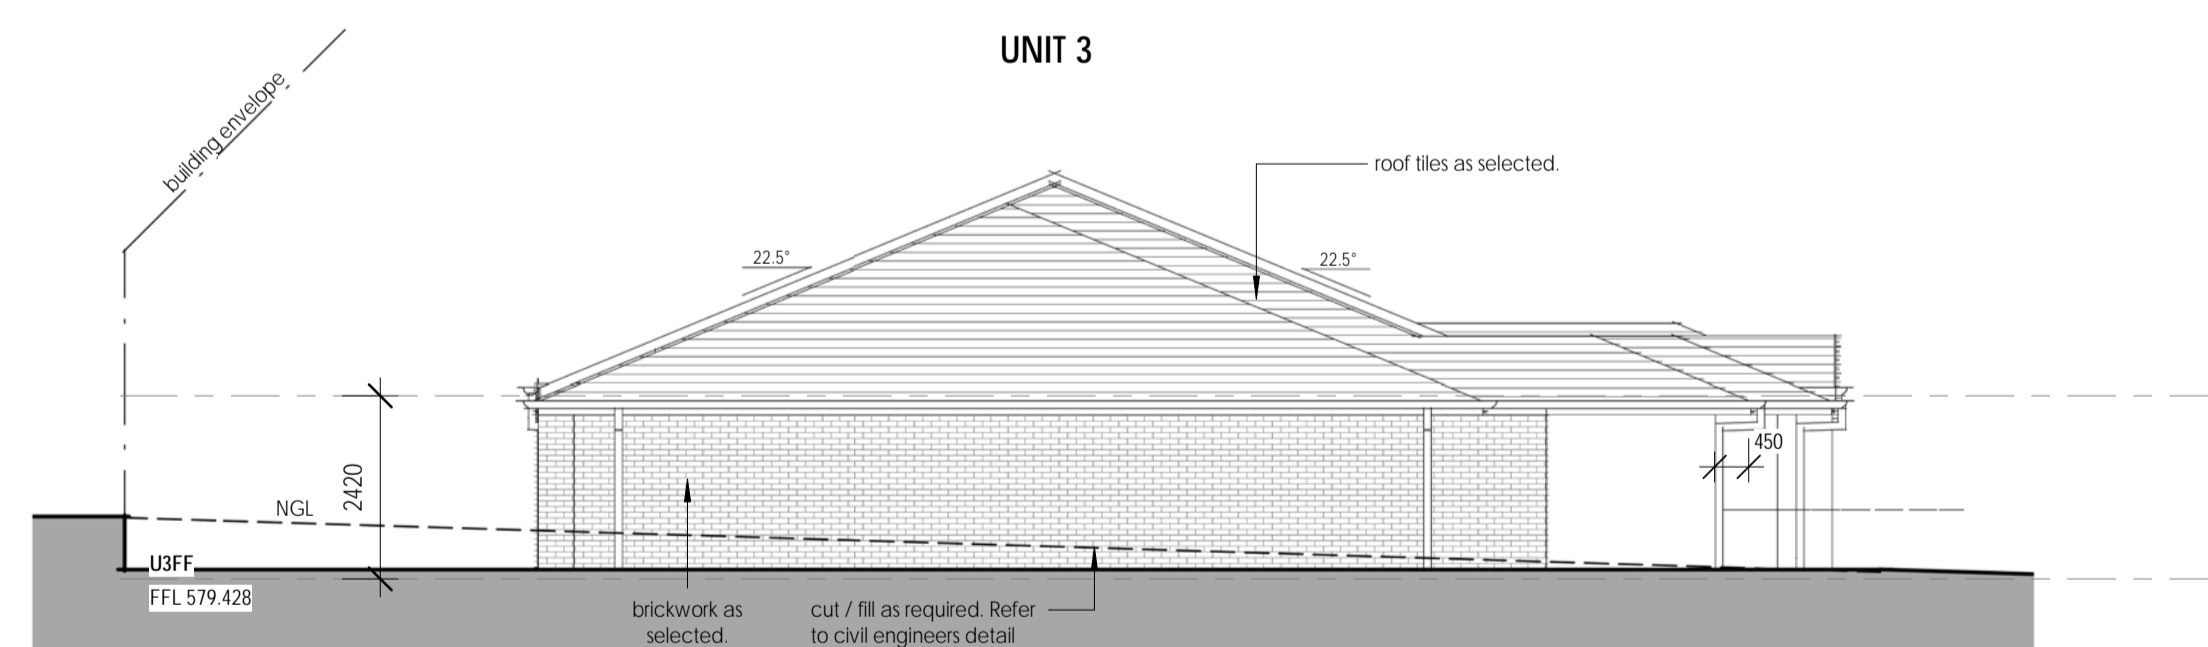 UNIT 3
building envelope
roof tiles as selected.
22.5°
22.5°
450
2420
NGL
U3FF
FFL 579.428
brickwork as
selected.
cut / fill as required. Refer
to civil engineers detail